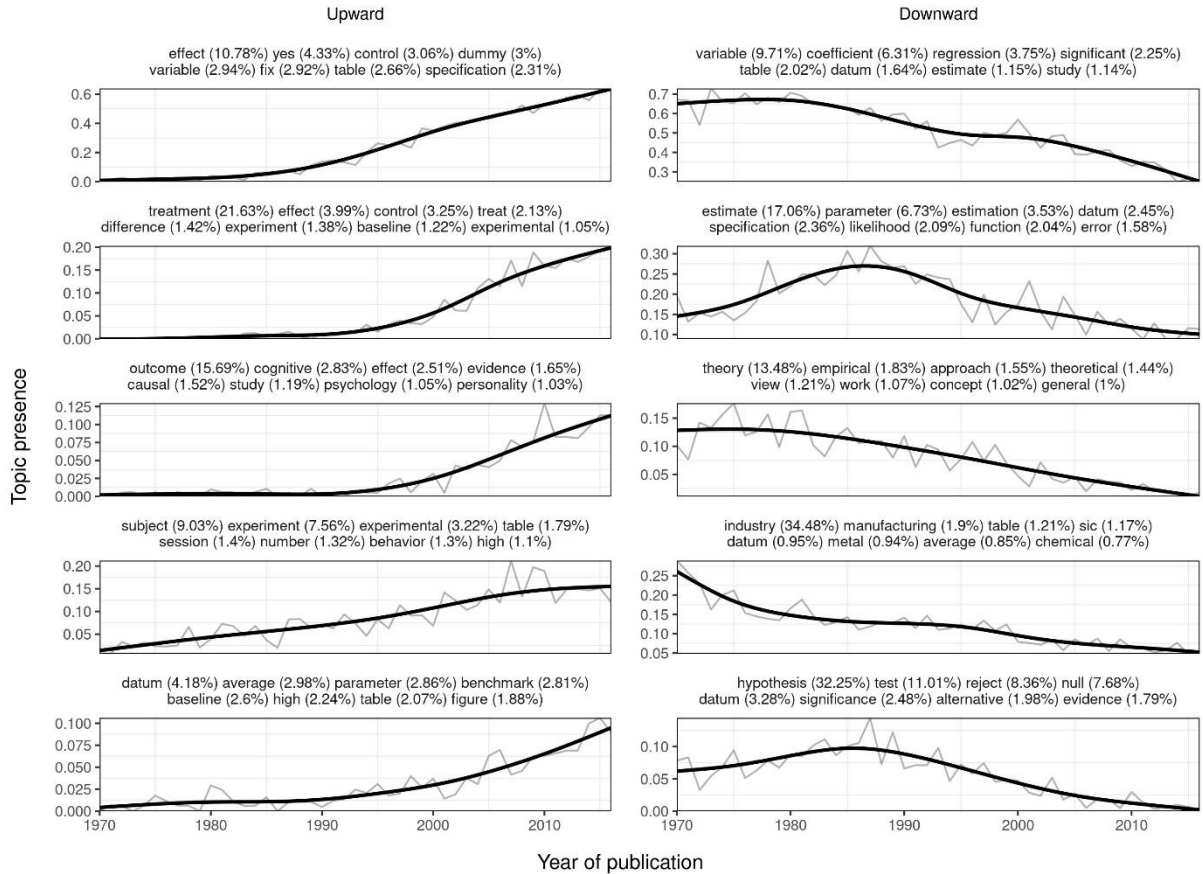 Upward
Downward
effect (10.78%) yes (4.33%) control (3.06%) dummy (3%)
variable (2.94%) fix (2.92%) table (2.66%) specification (2.31%)
0.6
0.4
0.2
0.0
variable (9.71%) coefficient (6.31%) regression (3.75%) significant (2.25%)
table (2.02%) datum (1.64%) estimate (1.15%) study (1.14%)
0.7
0.6
0.5
0.4
0.3
treatment (21.63%) effect (3.99%) control (3.25%) treat (2.13%)
difference (1.42%) experiment (1.38%) baseline (1.22%) experimental (1.05%)
0.20
0.15
0.10
0.05
0.00
estimate (17.06%) parameter (6.73%) estimation (3.53%) datum (2.45%)
specification (2.36%) likelihood (2.09%) function (2.04%) error (1.58%)
0.30
0.25
0.20
0.15
0.10
Topic presence
outcome (15.69%) cognitive (2.83%) effect (2.51%) evidence (1.65%)
causal (1.52%) study (1.19%) psychology (1.05%) personality (1.03%)
0.125
0.100
0.075
0.050
0.025
0.000
theory (13.48%) empirical (1.83%) approach (1.55%) theoretical (1.44%)
view (1.21%) work (1.07%) concept (1.02%) general (1%)
0.15
0.10
0.05
subject (9.03%) experiment (7.56%) experimental (3.22%) table (1.79%)
session (1.4%) number (1.32%) behavior (1.3%) high (1.1%)
0.20
0.15
0.10
0.05
industry (34.48%) manufacturing (1.9%) table (1.21%) sic (1.17%)
datum (0.95%) metal (0.94%) average (0.85%) chemical (0.77%)
0.25
0.20
0.15
0.10
0.05
datum (4.18%) average (2.98%) parameter (2.86%) benchmark (2.81%)
baseline (2.6%) high (2.24%) table (2.07%) figure (1.88%)
0.100
0.075
0.050
0.025
0.000
1970 1980 1990 2000 2010
hypothesis (32.25%) test (11.01%) reject (8.36%) null (7.68%)
datum (3.28%) significance (2.48%) alternative (1.98%) evidence (1.79%)
0.10
0.05
0.00
1970 1980 1990 2000 2010
Year of publication